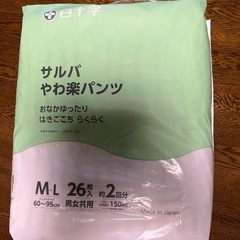 白十字
サルバ
やわ楽パンツ
おなかゆったり
はきごこち らくらく
M-L 26枚入 約2回分
60~95cm 男女共用 150ml
Made in Japan